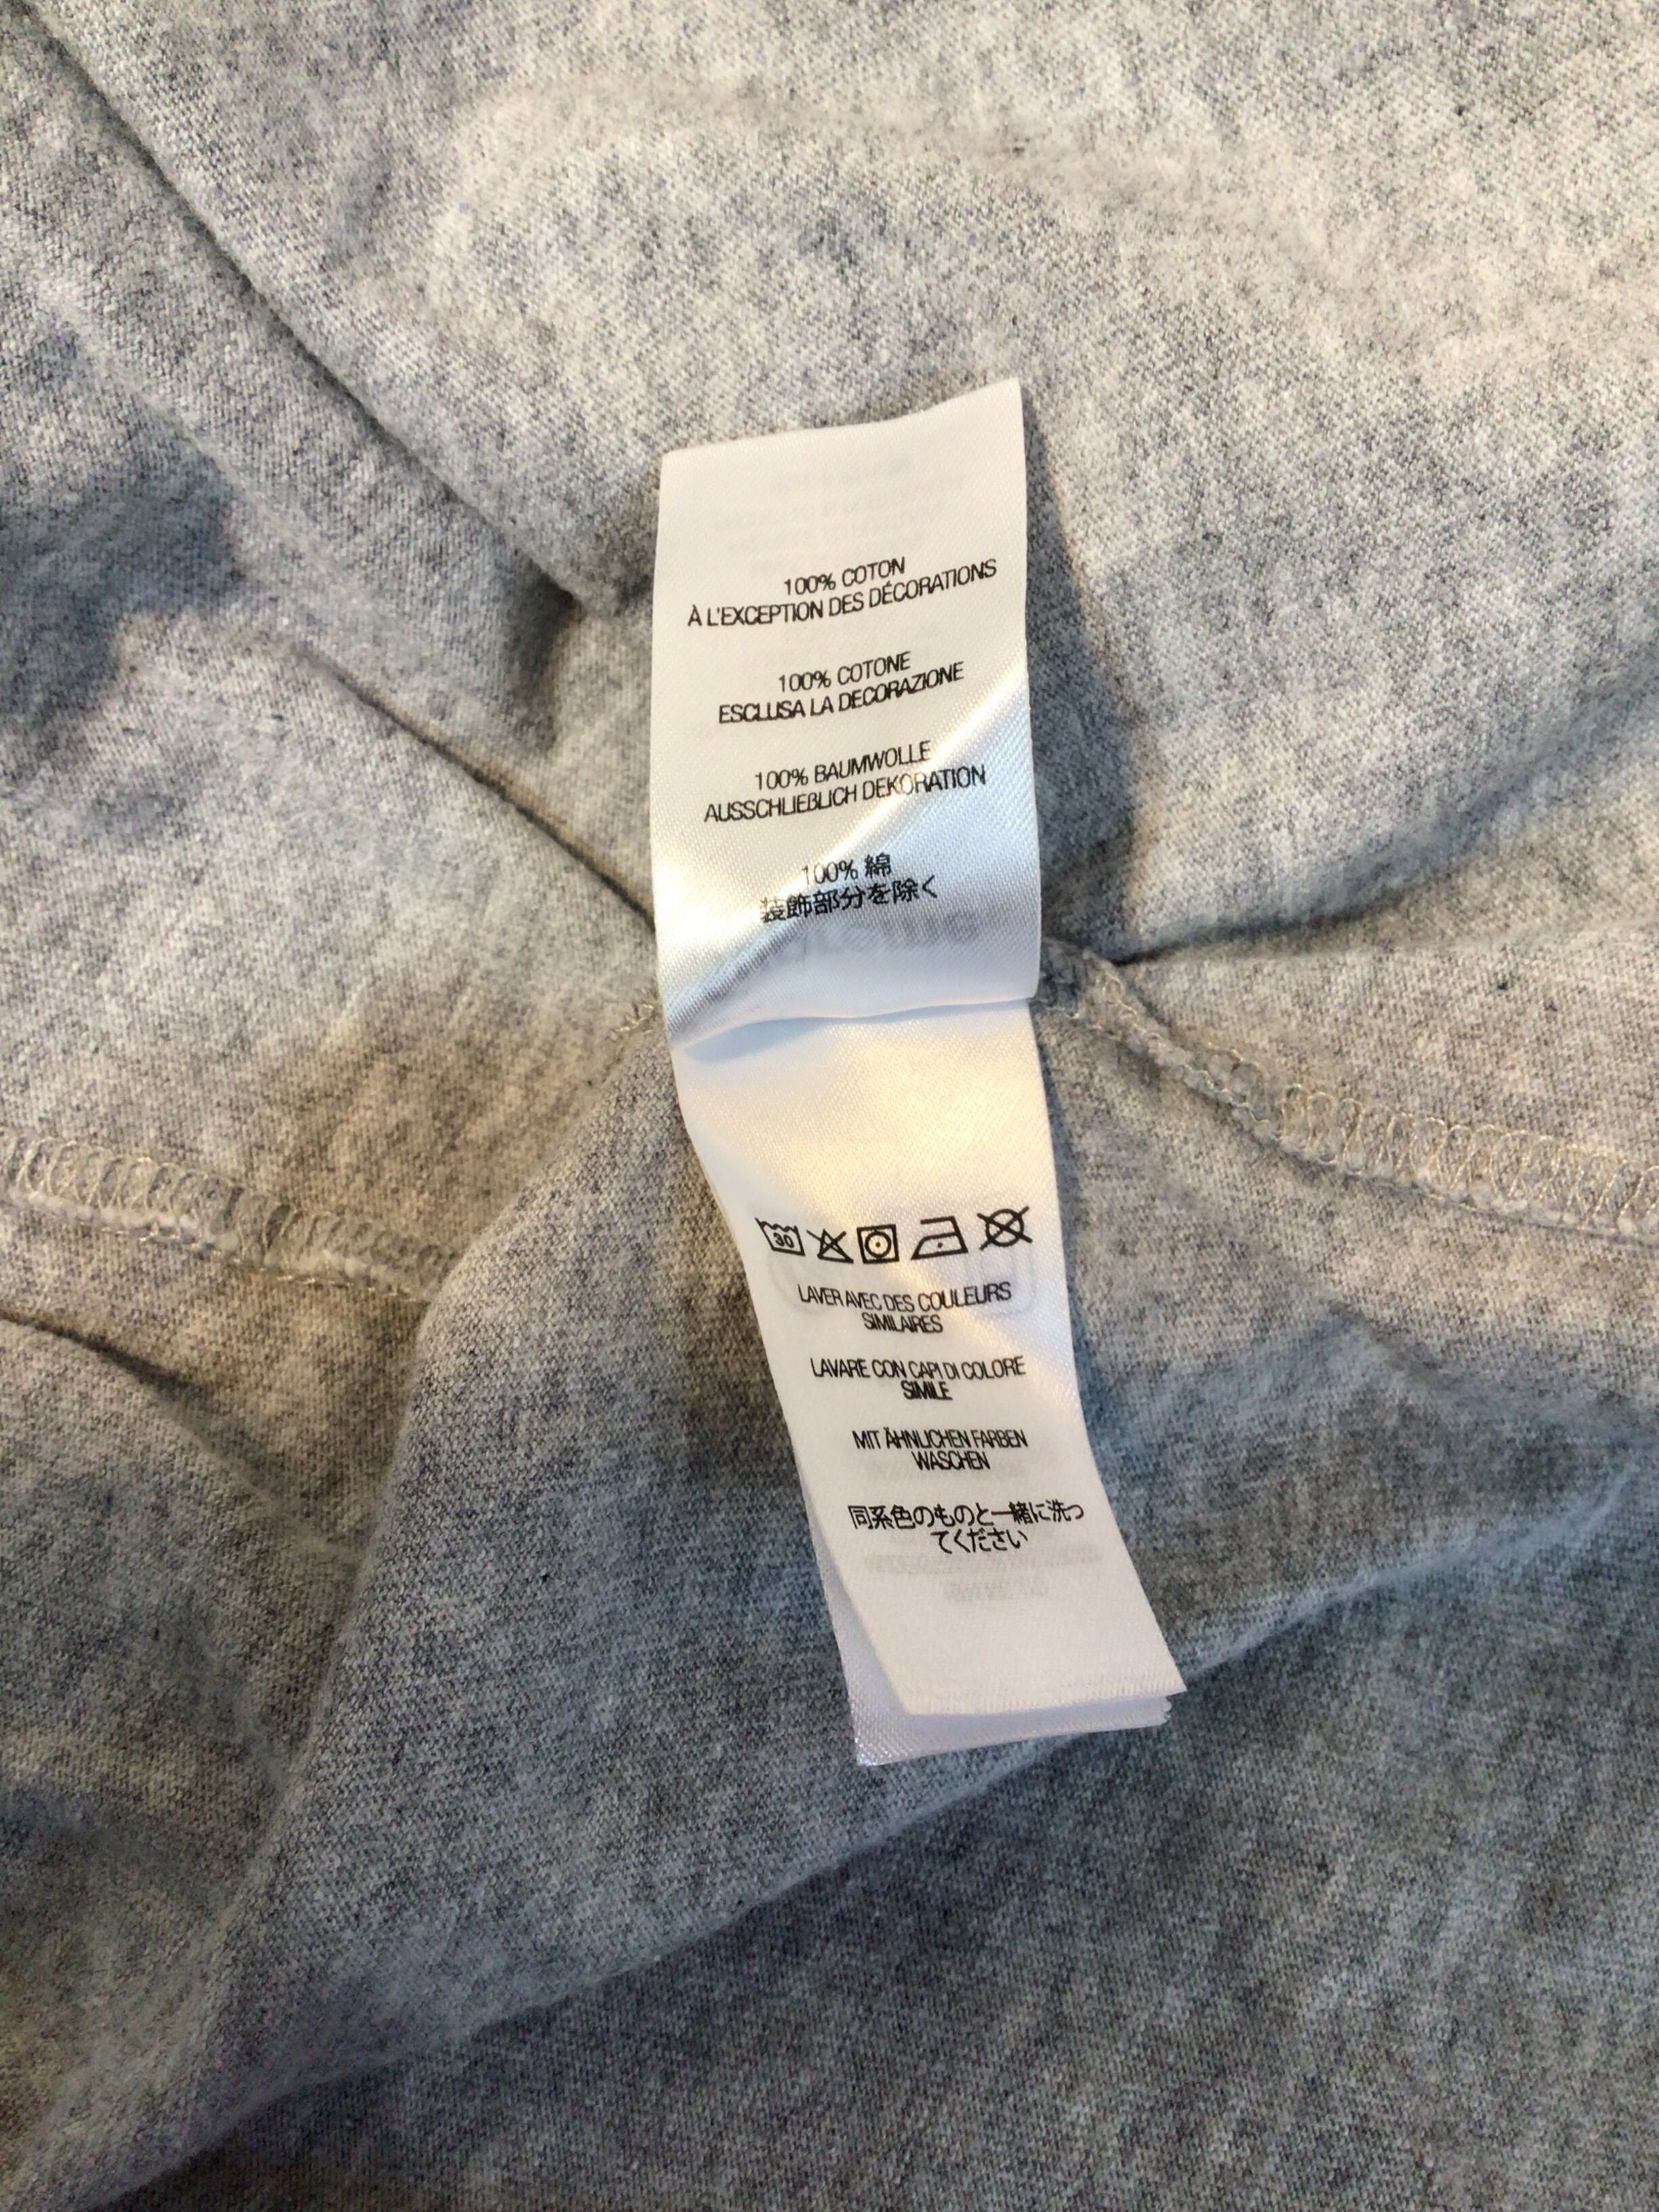 100% COTON
À L'EXCEPTION DES DÉCORATIONS
100% COTONE
ESCLUSA LA DECORAZIONE
100% BAUMWOLLE
AUSSCHLIEßLICH DEKORATION
100% 綿
装飾部分を除く
30
LAVER AVEC DES COULEURS
SIMILAIRES
LAVARE CON CAPI DI COLORE
SIMILE
MIT ÄHNLICHEN FARBEN
WASCHEN
同系色のものと一緒に洗っ
てください